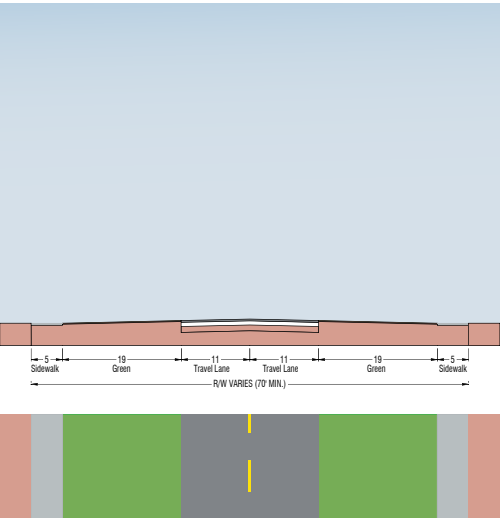 5 19 11 11 19 5
Sidewalk Green Travel Lane Travel Lane Green Sidewalk
R/W VARIES (70' MIN.)